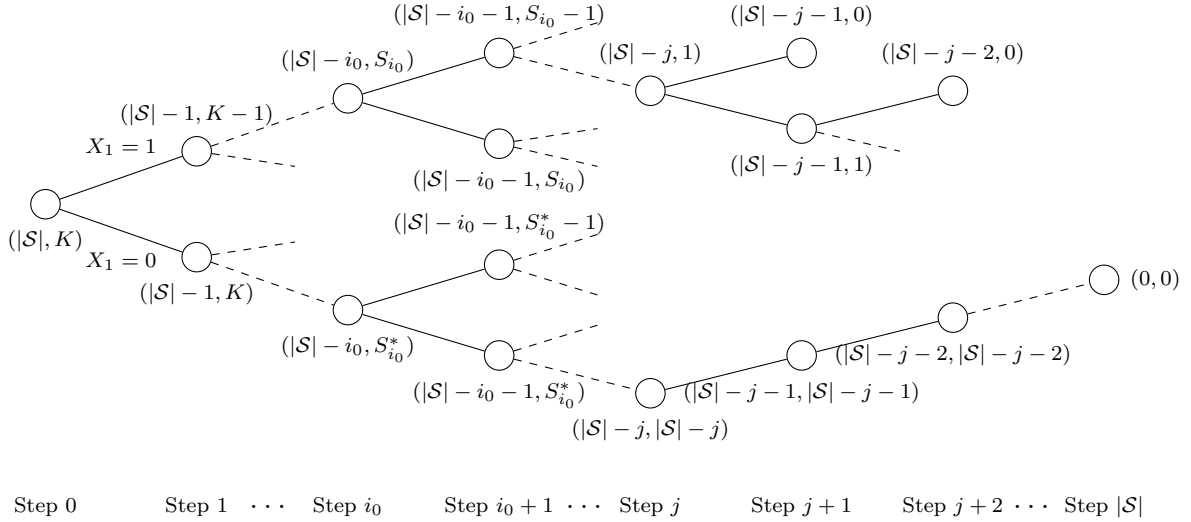 (|𝒮| − i₀ − 1, S_{i₀} − 1)
(|𝒮| − j − 1, 0)
(|𝒮| − i₀, S_{i₀})
(|𝒮| − j, 1)
(|𝒮| − j − 2, 0)
(|𝒮| − 1, K − 1)
X₁ = 1
(|𝒮| − i₀ − 1, S_{i₀})
(|𝒮| − j − 1, 1)
(|𝒮|, K)
(|𝒮| − i₀ − 1, S*_{i₀} − 1)
X₁ = 0
(|𝒮| − 1, K)
(0, 0)
(|𝒮| − i₀, S*_{i₀})
(|𝒮| − j − 2, |𝒮| − j − 2)
(|𝒮| − i₀ − 1, S*_{i₀})
(|𝒮| − j − 1, |𝒮| − j − 1)
(|𝒮| − j, |𝒮| − j)
Step 0 Step 1 ··· Step i₀ Step i₀ + 1 ··· Step j Step j + 1 Step j + 2 ··· Step |𝒮|